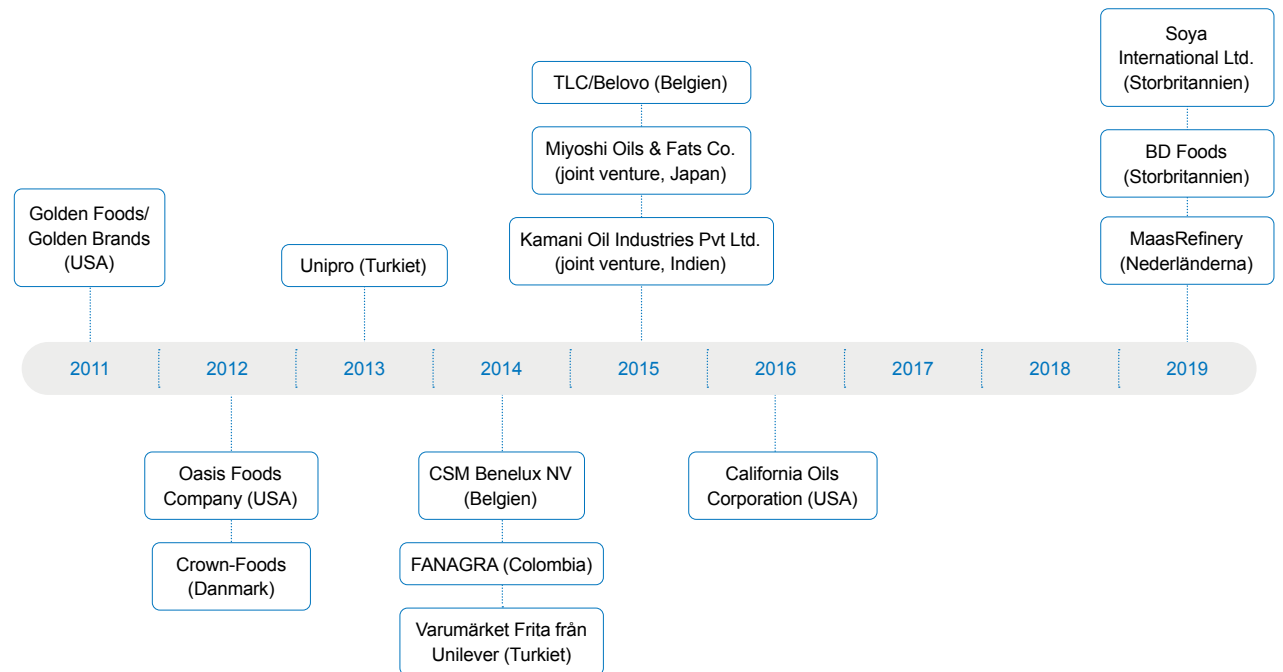 Soya
International Ltd.
(Storbritannien)
TLC/Belovo (Belgien)
Miyoshi Oils & Fats Co.
(joint venture, Japan)
BD Foods
(Storbritannien)
Golden Foods/
Golden Brands
(USA)
Unipro (Turkiet)
Kamani Oil Industries Pvt Ltd.
(joint venture, Indien)
MaasRefinery
(Nederländerna)
2011 2012 2013 2014 2015 2016 2017 2018 2019
Oasis Foods
Company (USA)
CSM Benelux NV
(Belgien)
California Oils
Corporation (USA)
Crown-Foods
(Danmark)
FANAGRA (Colombia)
Varumärket Frita från
Unilever (Turkiet)